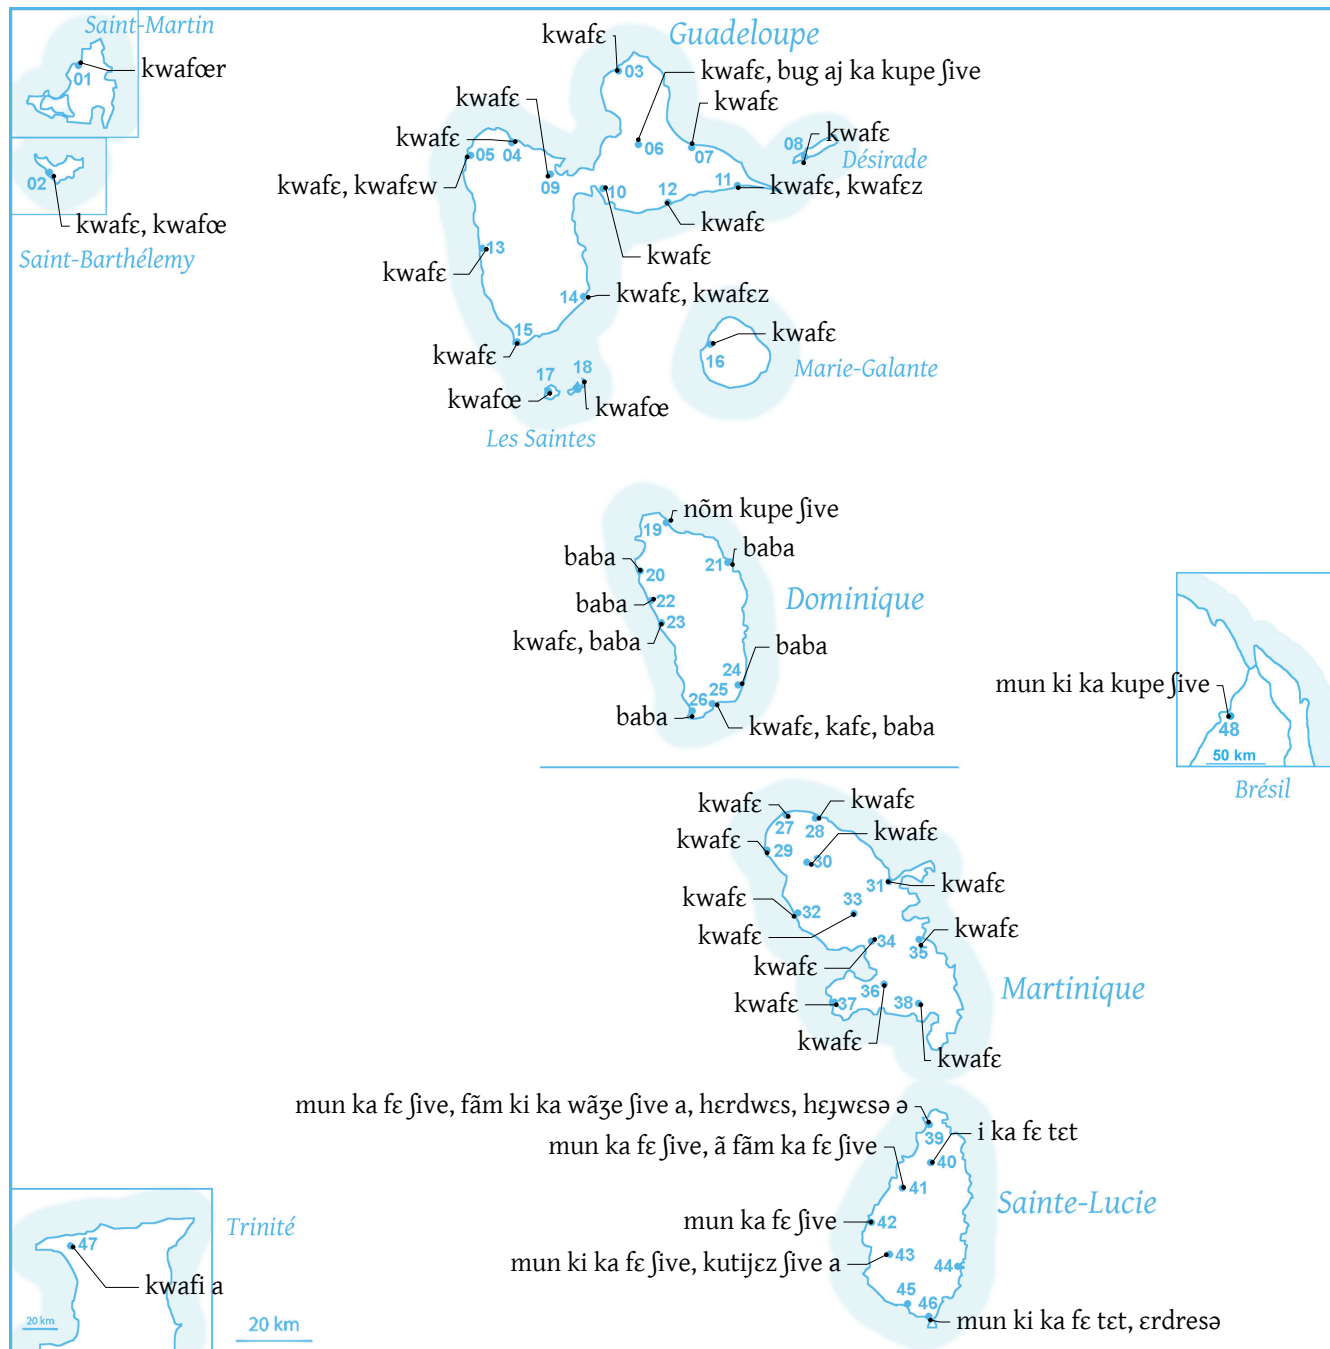 Saint-Martin
kwafœr
01
02
kwafɛ, kwafœ
Saint-Barthélemy
Guadeloupe
kwafɛ
03
kwafɛ, bug aj ka kupe ʃive
kwafɛ
kwafɛ
kwafɛ
kwafɛ
08
Désirade
05
04
06
07
kwafɛ, kwafɛw
09
10
12
11
kwafɛ, kwafɛz
kwafɛ
kwafɛ
13
kwafɛ
14
kwafɛ, kwafɛz
15
kwafɛ
kwafɛ
16
Marie-Galante
17
18
kwafœ
kwafœ
Les Saintes
nõm kupe ʃive
19
baba
baba
20
21
Dominique
baba
22
23
kwafɛ, baba
baba
24
25
26
baba
kwafɛ, kafɛ, baba
mun ki ka kupe ʃive
48
50 km
Brésil
kwafɛ
kwafɛ
27
28
kwafɛ
kwafɛ
29
30
31
kwafɛ
kwafɛ
32
33
kwafɛ
kwafɛ
34
35
kwafɛ
36
Martinique
kwafɛ
37
38
kwafɛ
kwafɛ
mun ka fɛ ʃive, fãm ki ka wãʒe ʃive a, hɛrdwɛs, hɛɟwɛsə ə
39
i ka fɛ tɛt
mun ka fɛ ʃive, ã fãm ka fɛ ʃive
40
41
Sainte-Lucie
mun ka fɛ ʃive
42
mun ki ka fɛ ʃive, kutijɛz ʃive a
43
44
45
46
mun ki ka fɛ tɛt, ɛrdresə
Trinité
47
kwafi a
20 km
20 km